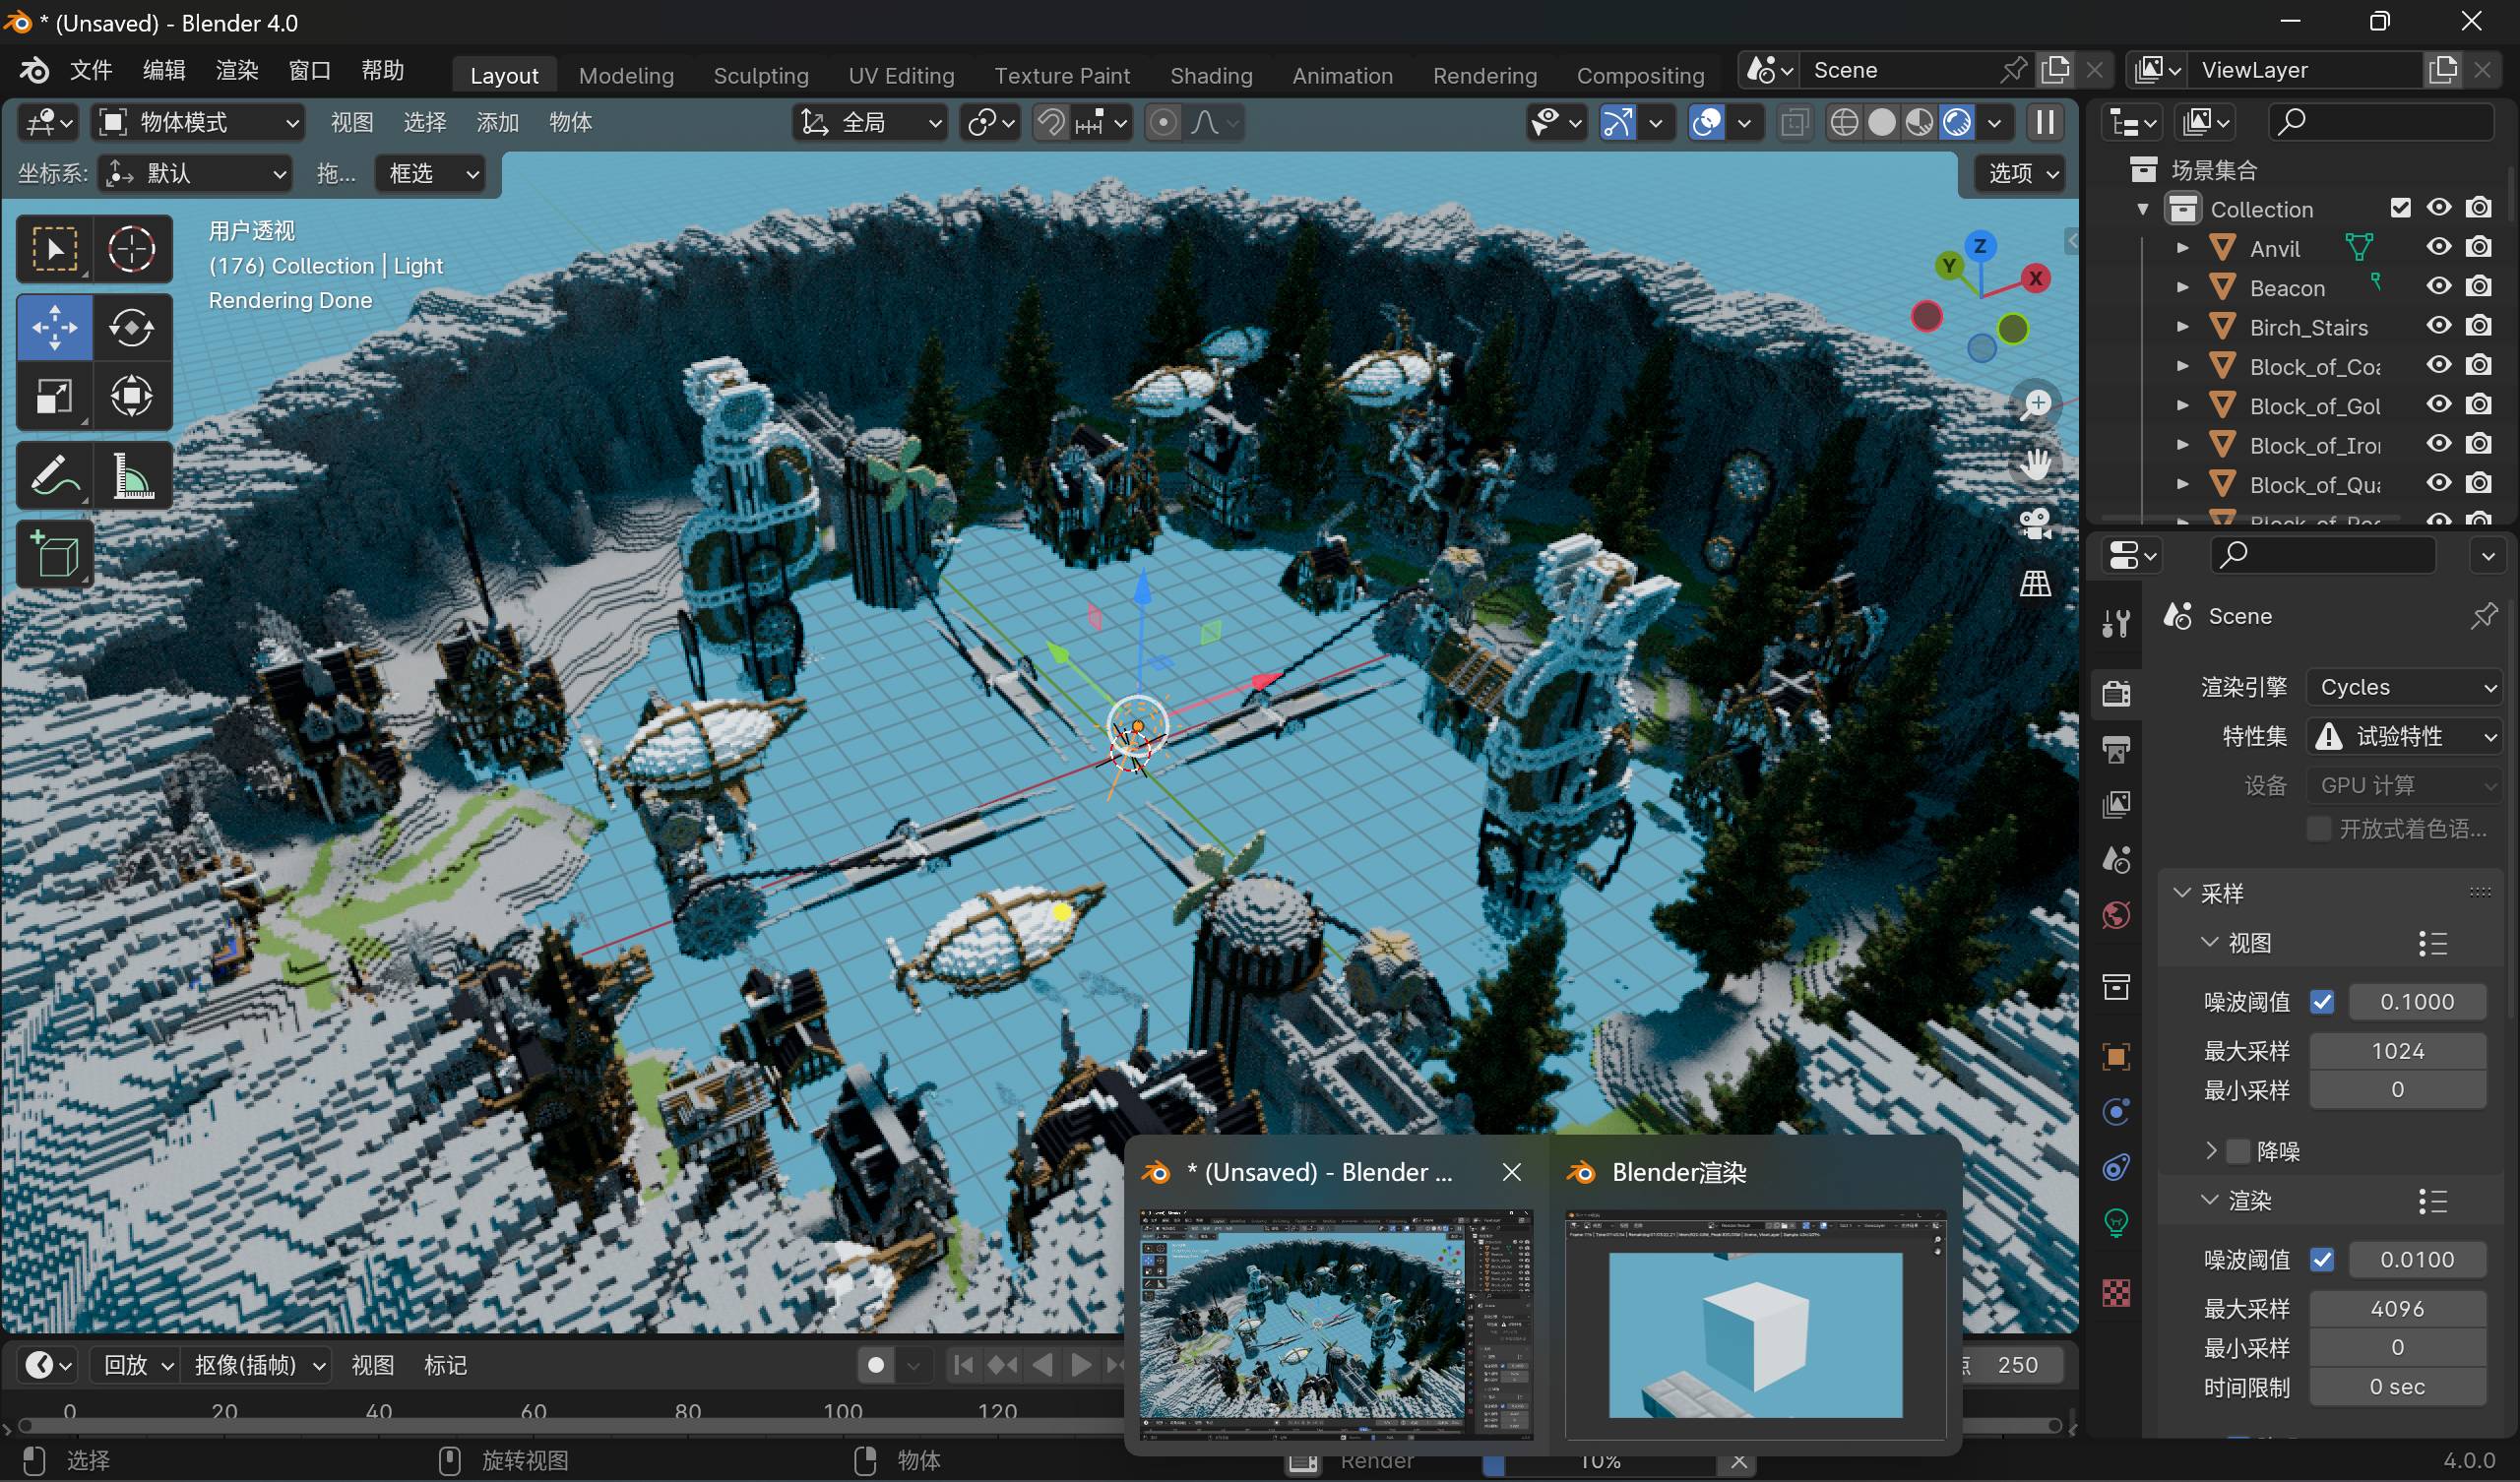 * (Unsaved) - Blender 4.0
文件 编辑 渲染 窗口 帮助 Layout Modeling Sculpting UV Editing Texture Paint Shading Animation Rendering Compositing Scene ViewLayer
物体模式 视图 选择 添加 物体 全局
坐标系: 默认 拖... 框选 选项
用户透视
(176) Collection | Light
Rendering Done
Z
Y
X
场景集合
Collection
Anvil
Beacon
Birch_Stairs
Block_of_Coa
Block_of_Gol
Block_of_Iro
Block_of_Qua
Scene
渲染引擎 Cycles
特性集 试验特性
设备 GPU 计算
开放式着色语...
采样
视图
噪波阈值 0.1000
最大采样 1024
最小采样 0
降噪
渲染
噪波阈值 0.0100
最大采样 4096
最小采样 0
时间限制 0 sec
* (Unsaved) - Blender ...
Blender渲染
回放 抠像(插帧) 视图 标记
250
0 20 40 60 80 100 120
选择 旋转视图 物体 Render 10% 4.0.0